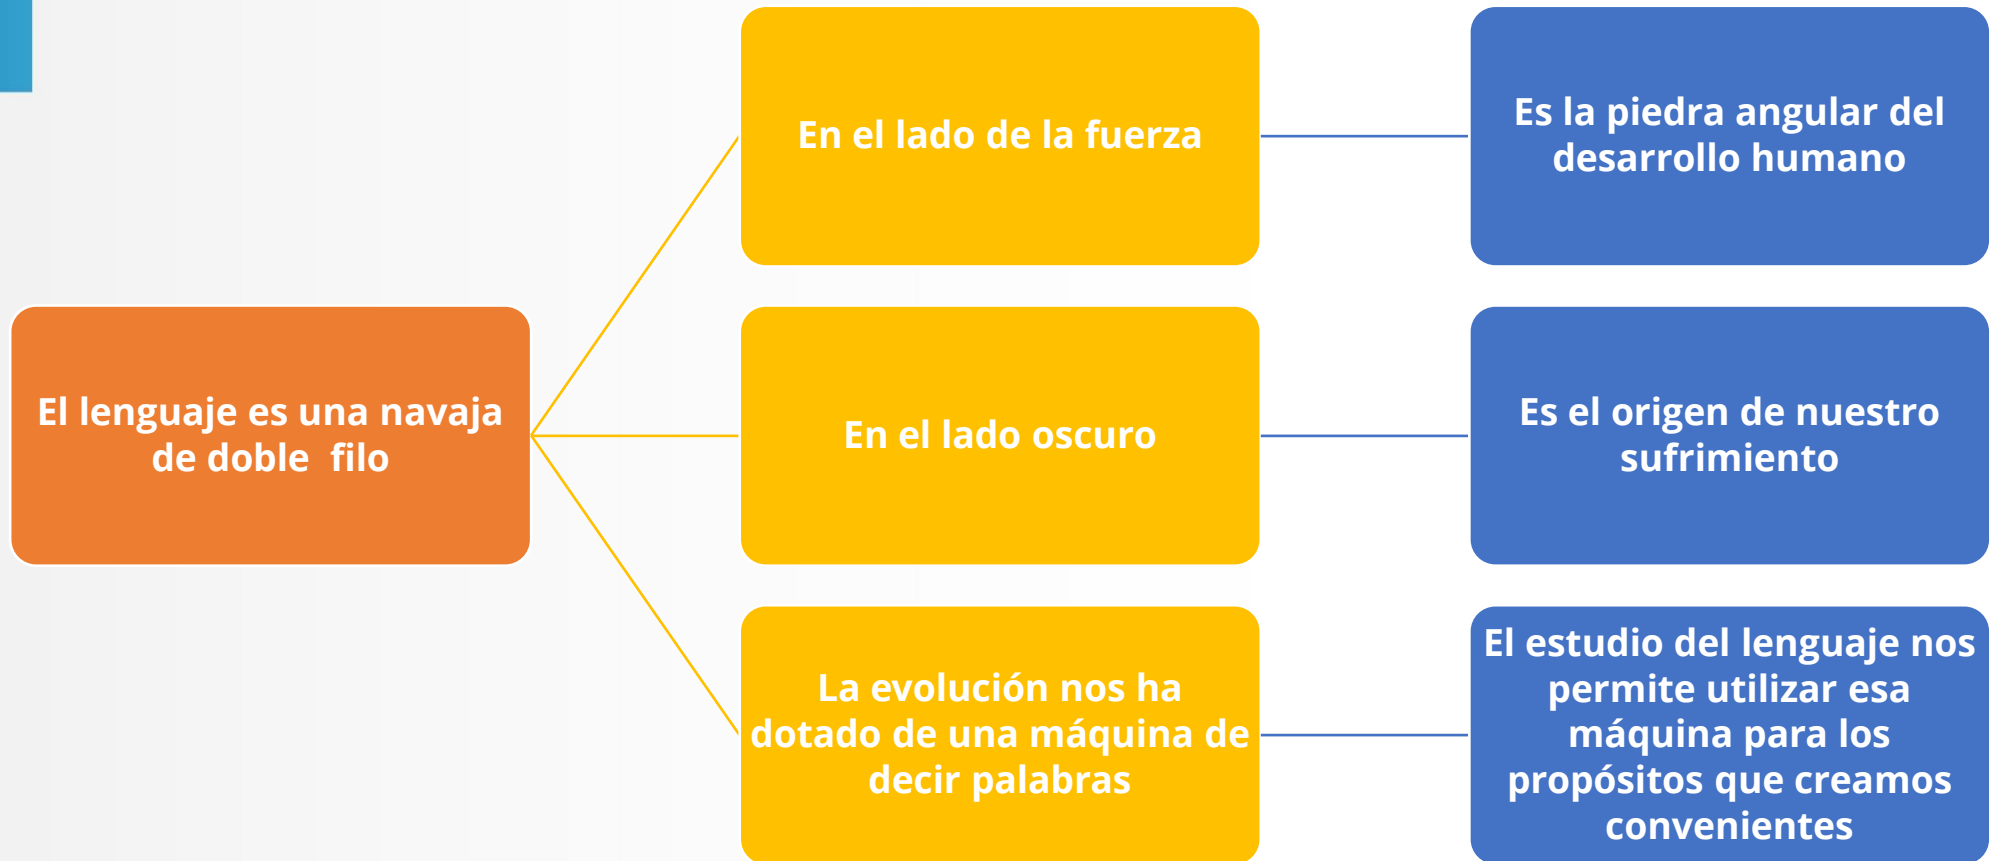 El lenguaje es una navaja
de doble  filo
En el lado de la fuerza
Es la piedra angular del
desarrollo humano
En el lado oscuro
Es el origen de nuestro
sufrimiento
La evolución nos ha
dotado de una máquina de
decir palabras
El estudio del lenguaje nos
permite utilizar esa
máquina para los
propósitos que creamos
convenientes